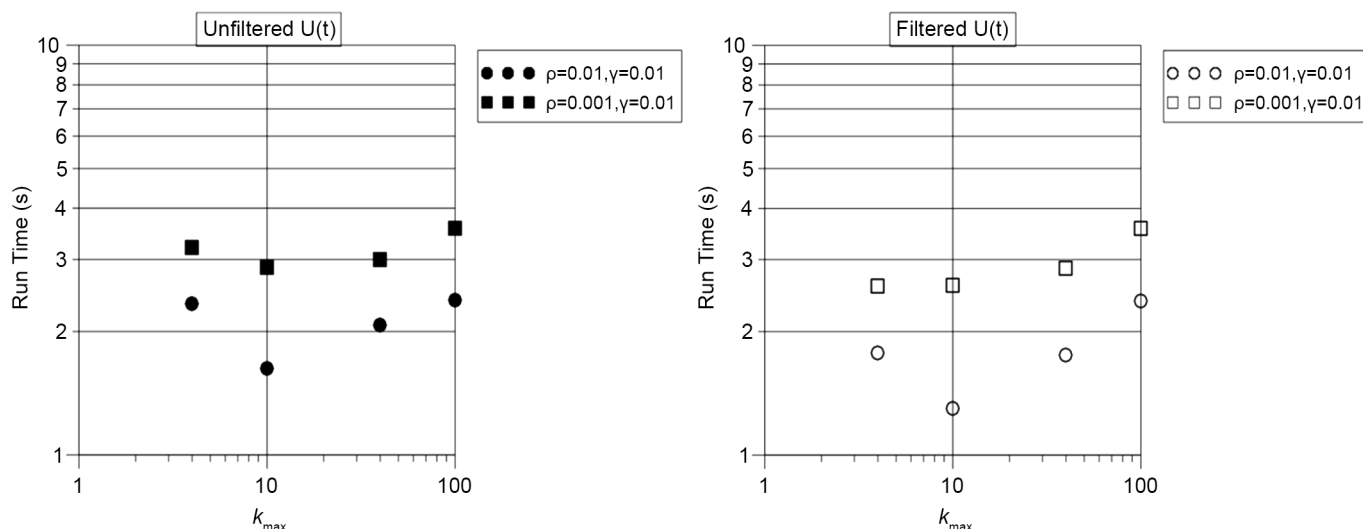 Unfiltered U(t)
10
9
8
7
6
5
4
3
2
1
Run Time (s)
1
10
100
k_max
ρ=0.01,γ=0.01
ρ=0.001,γ=0.01
Filtered U(t)
10
9
8
7
6
5
4
3
2
1
Run Time (s)
1
10
100
k_max
ρ=0.01,γ=0.01
ρ=0.001,γ=0.01